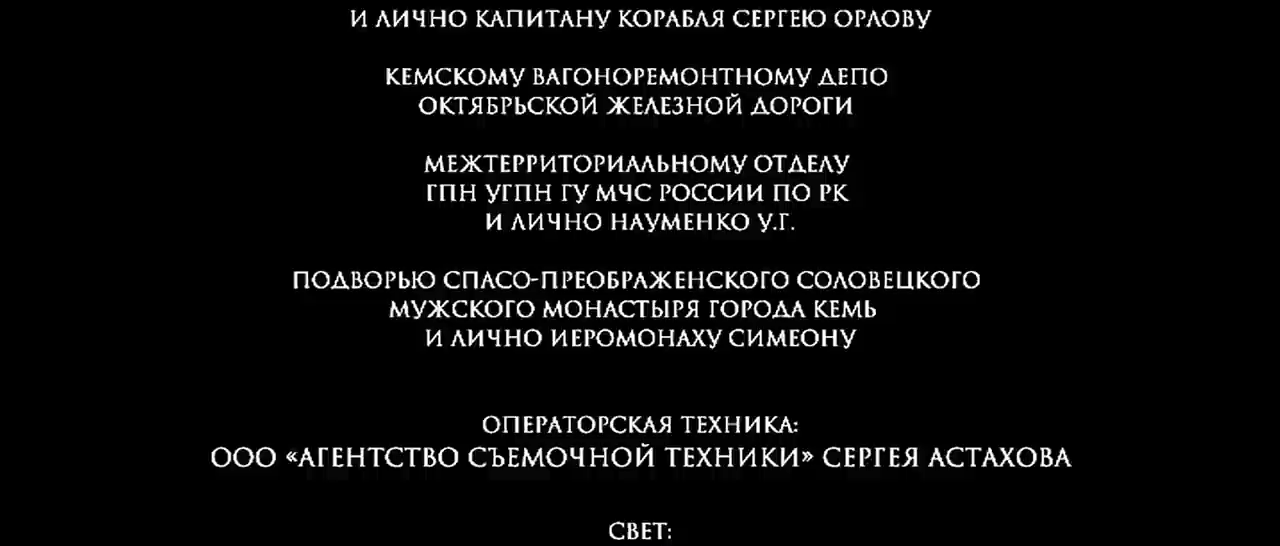 И ЛИЧНО КАПИТАНУ КОРАБЛЯ СЕРГЕЮ ОРЛОВУ
КЕМСКОМУ ВАГОНОРЕМОНТНОМУ ДЕПО
ОКТЯБРЬСКОЙ ЖЕЛЕЗНОЙ ДОРОГИ
МЕЖТЕРРИТОРИАЛЬНОМУ ОТДЕЛУ
ГПН УГПН ГУ МЧС РОССИИ ПО РК
И ЛИЧНО НАУМЕНКО У.Г.
ПОДВОРЬЮ СПАСО-ПРЕОБРАЖЕНСКОГО СОЛОВЕЦКОГО
МУЖСКОГО МОНАСТЫРЯ ГОРОДА КЕМЬ
И ЛИЧНО ИЕРОМОНАХУ СИМЕОНУ
ОПЕРАТОРСКАЯ ТЕХНИКА:
ООО «АГЕНТСТВО СЪЕМОЧНОЙ ТЕХНИКИ» СЕРГЕЯ АСТАХОВА
СВЕТ: